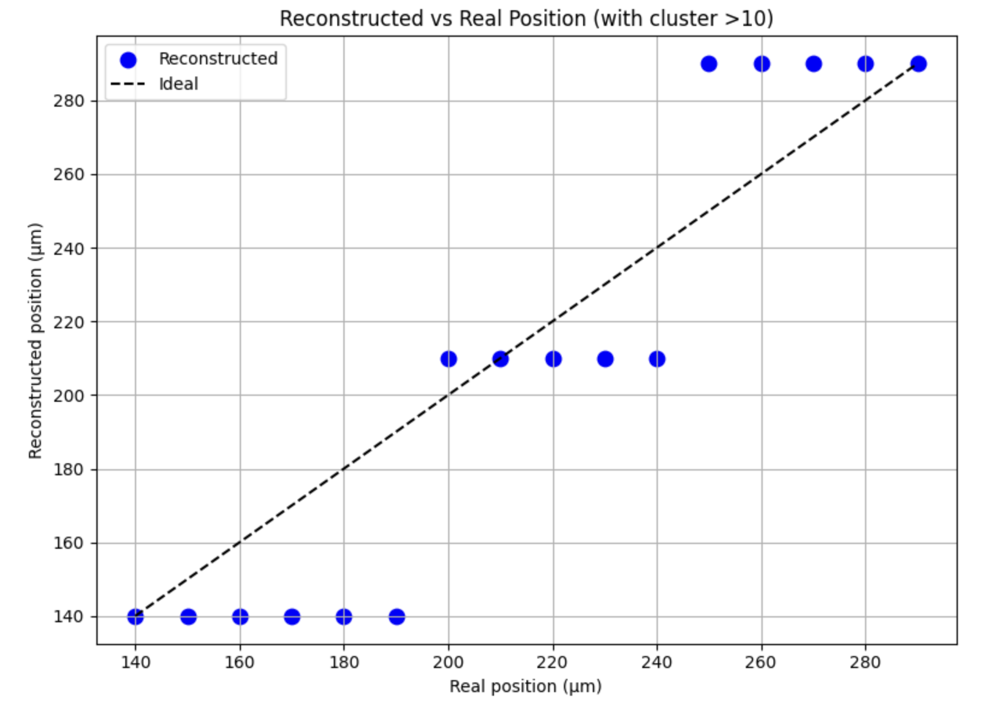 Reconstructed vs Real Position (with cluster >10)
Reconstructed
Ideal
280
260
240
220
200
180
160
140
Reconstructed position (µm)
140 160 180 200 220 240 260 280
Real position (µm)